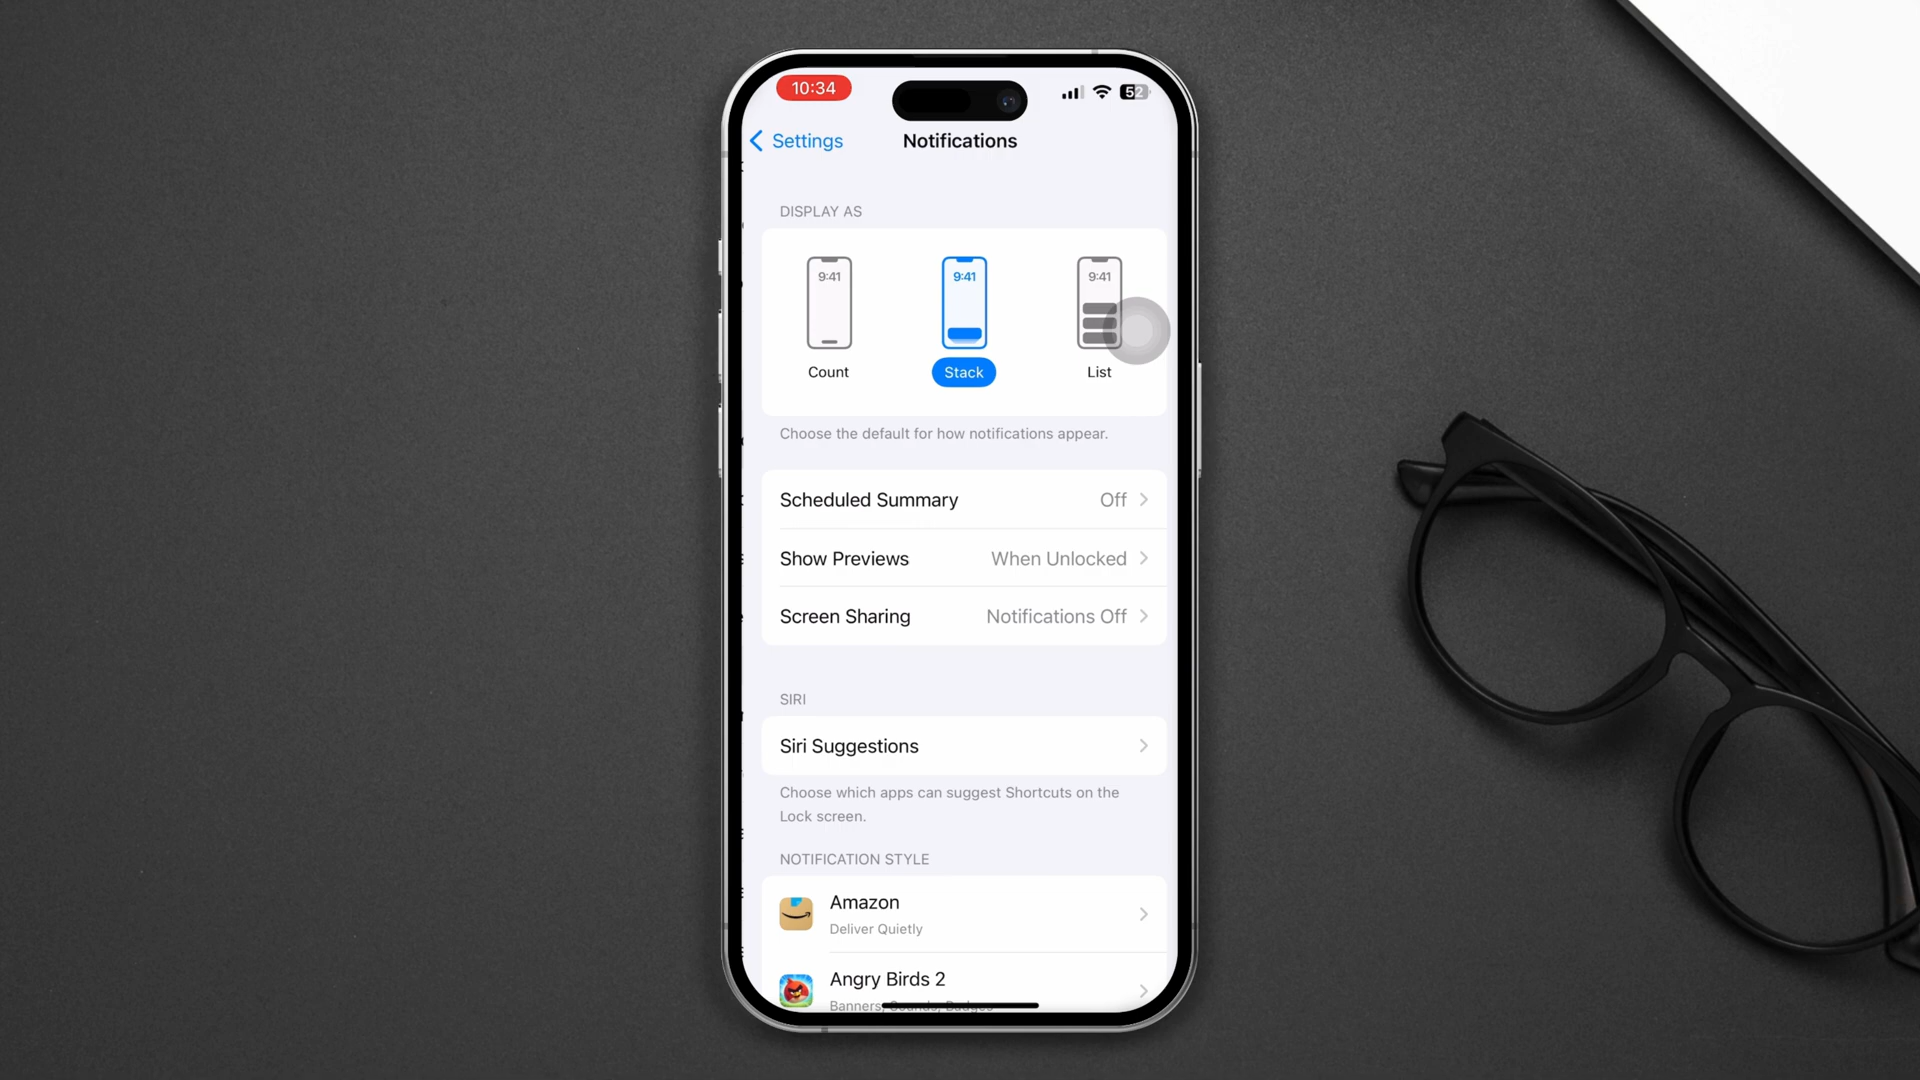 10:34
52
Settings
Notifications
DISPLAY AS
9:41
9:41
9:41
Count
Stack
List
Choose the default for how notifications appear.
Scheduled Summary Off
Show Previews When Unlocked
Screen Sharing Notifications Off
SIRI
Siri Suggestions
Choose which apps can suggest Shortcuts on the
Lock screen.
NOTIFICATION STYLE
Amazon
Deliver Quietly
Angry Birds 2
Banners, Sounds, Badges